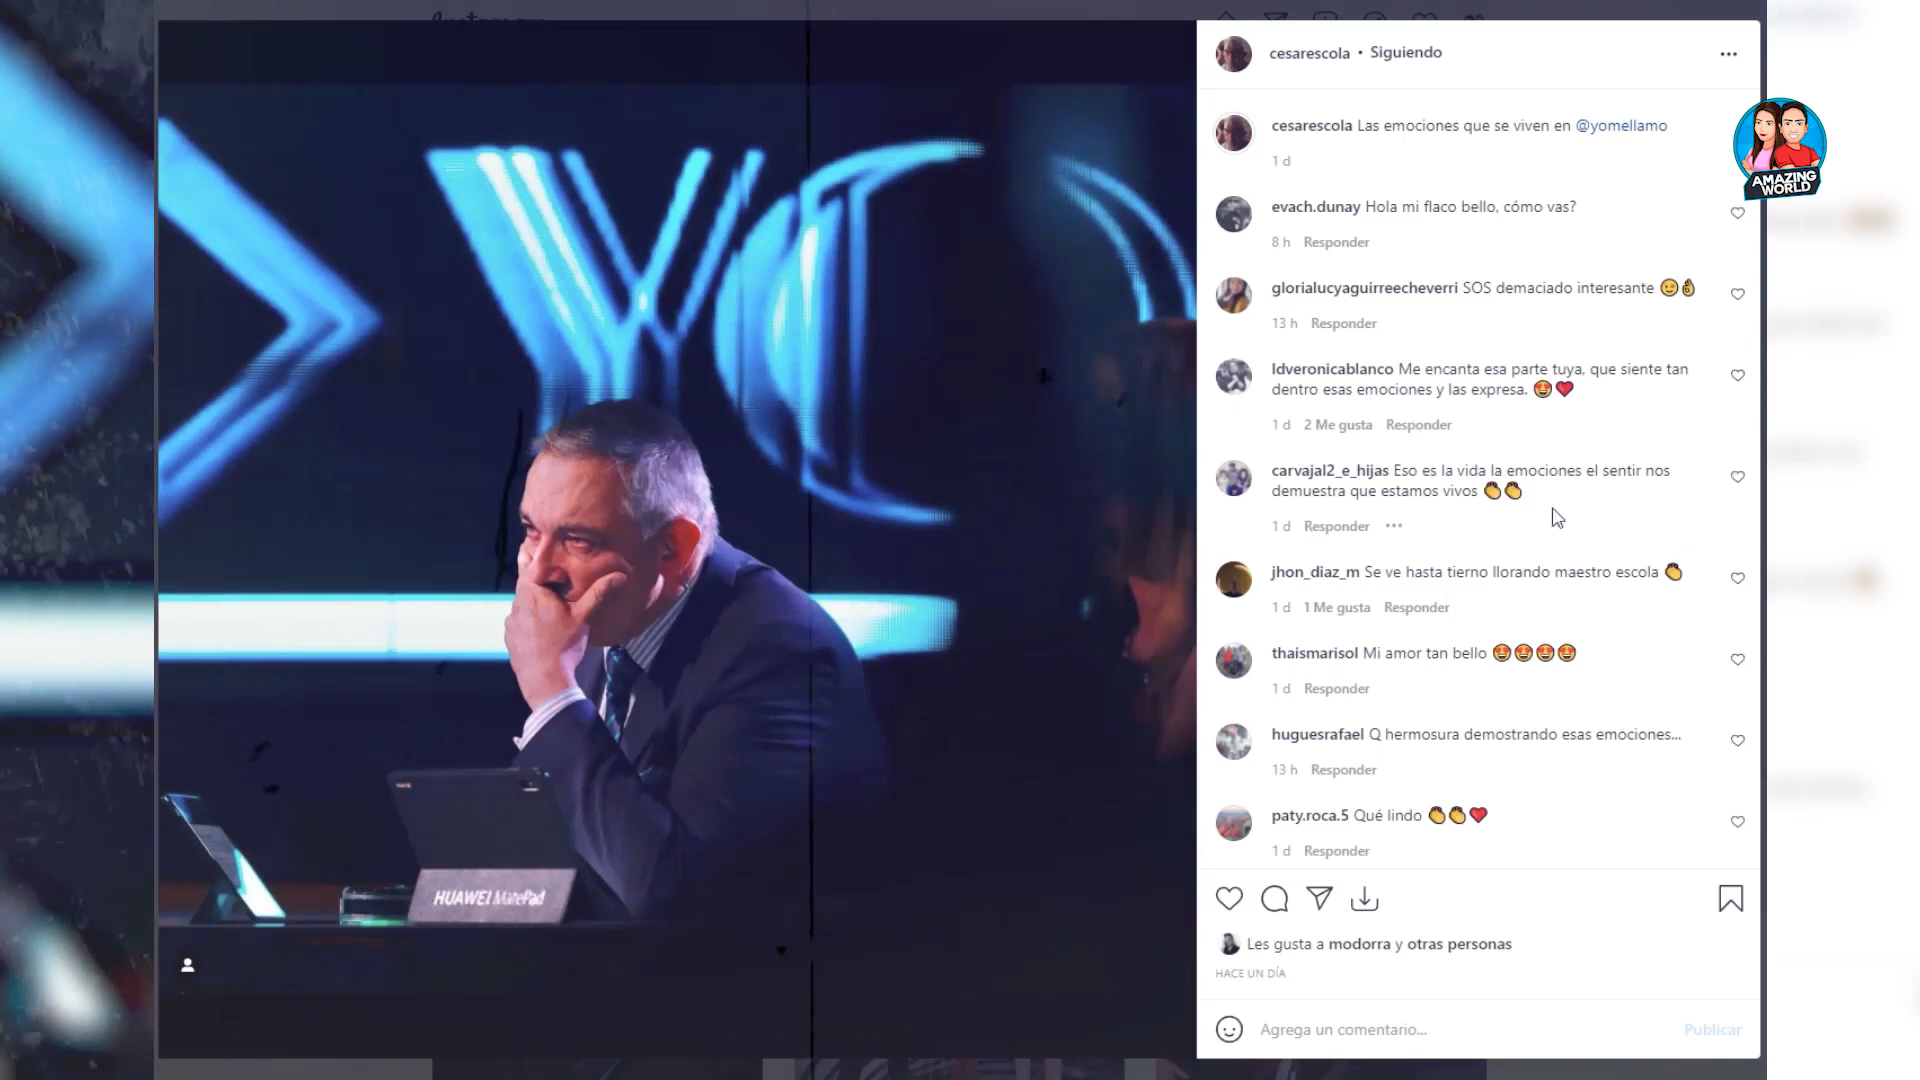 YO
HUAWEI MatePad
cesarescola • Siguiendo
AMAZING
WORLD
cesarescola Las emociones que se viven en @yomellamo
1 d
evach.dunay Hola mi flaco bello, cómo vas?
8 h Responder
glorialucyaguirreecheverri SOS demaciado interesante 😉👌
13 h Responder
ldveronicablanco Me encanta esa parte tuya, que siente tan
dentro esas emociones y las expresa. 😍❤️
1 d 2 Me gusta Responder
carvajal2_e_hijas Eso es la vida la emociones el sentir nos
demuestra que estamos vivos 👏👏
1 d Responder •••
jhon_diaz_m Se ve hasta tierno llorando maestro escola 👏
1 d 1 Me gusta Responder
thaismarisol Mi amor tan bello 😍😍😍😍
1 d Responder
huguesrafael Q hermosura demostrando esas emociones...
13 h Responder
paty.roca.5 Qué lindo 👏👏❤️
1 d Responder
Les gusta a modorra y otras personas
HACE UN DÍA
Agrega un comentario... Publicar